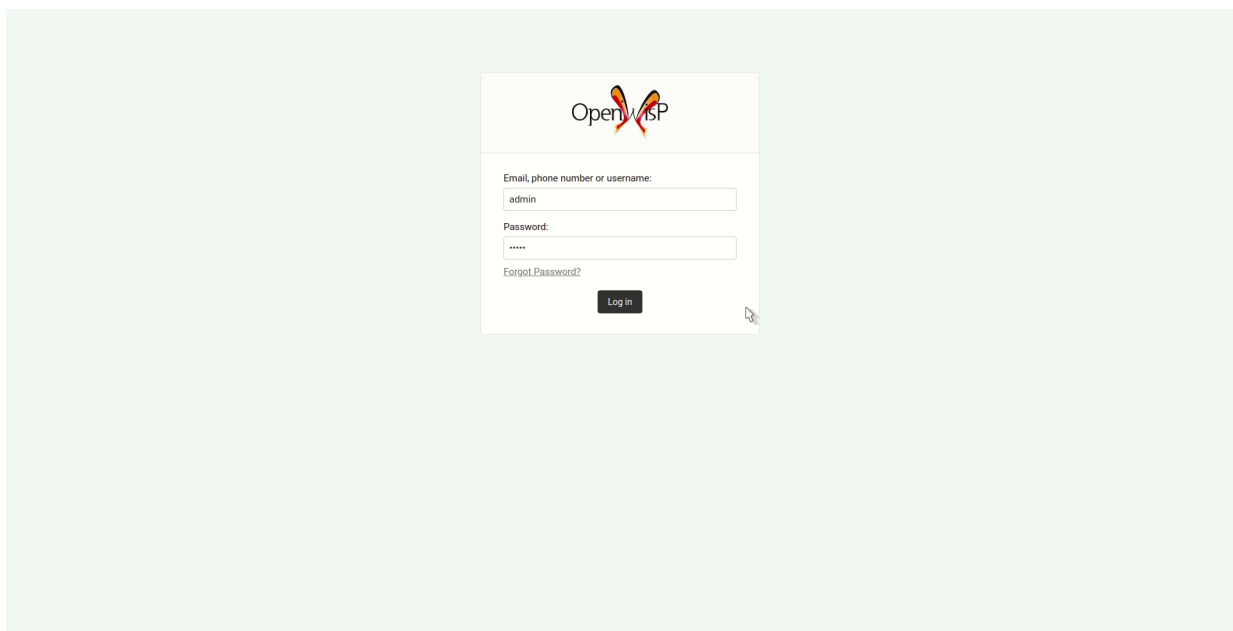 OpenWisP
Email, phone number or username:
admin
Password:
•••••
Forgot Password?
Log in